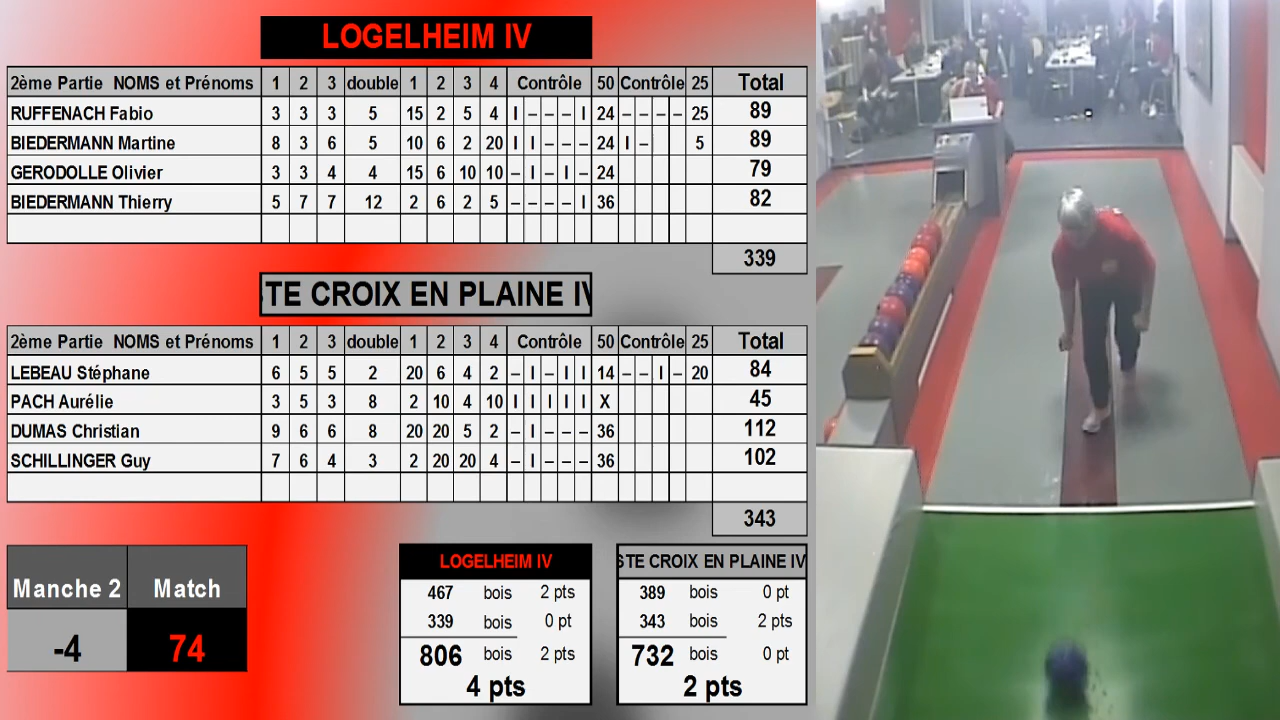 LOGELHEIM IV
2ème Partie NOMS et Prénoms 1 2 3 double 1 2 3 4 Contrôle 50 Contrôle 25 Total
RUFFENACH Fabio 3 3 3 5 15 2 5 4 I – – – I 24 – – – – 25 89
BIEDERMANN Martine 8 3 6 5 10 6 2 20 I I – – – 24 I – 5 89
GERODOLLE Olivier 3 3 4 4 15 6 10 10 – I – I – 24 79
BIEDERMANN Thierry 5 7 7 12 2 6 2 5 – – – – I 36 82
339
STE CROIX EN PLAINE IV
2ème Partie NOMS et Prénoms 1 2 3 double 1 2 3 4 Contrôle 50 Contrôle 25 Total
LEBEAU Stéphane 6 5 5 2 20 6 4 2 – I – I I 14 – – I – 20 84
PACH Aurélie 3 5 3 8 2 10 4 10 I I I I I X 45
DUMAS Christian 9 6 6 8 20 20 5 2 – I – – – 36 112
SCHILLINGER Guy 7 6 4 3 2 20 20 4 – I – – – 36 102
343
Manche 2 Match
-4 74
LOGELHEIM IV
467 bois 2 pts
339 bois 0 pt
806 bois 2 pts
4 pts
STE CROIX EN PLAINE IV
389 bois 0 pt
343 bois 2 pts
732 bois 0 pt
2 pts